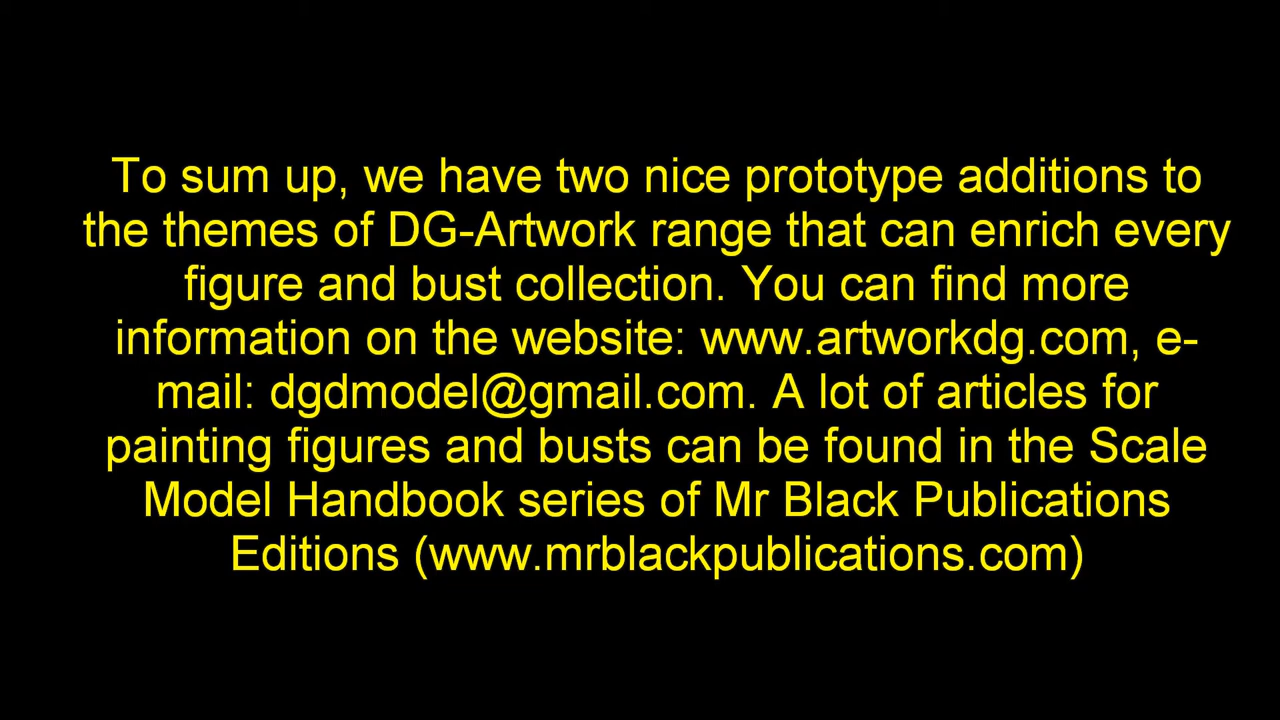 To sum up, we have two nice prototype additions to
the themes of DG-Artwork range that can enrich every
figure and bust collection. You can find more
information on the website: www.artworkdg.com, e-
mail: dgdmodel@gmail.com. A lot of articles for
painting figures and busts can be found in the Scale
Model Handbook series of Mr Black Publications
Editions (www.mrblackpublications.com)